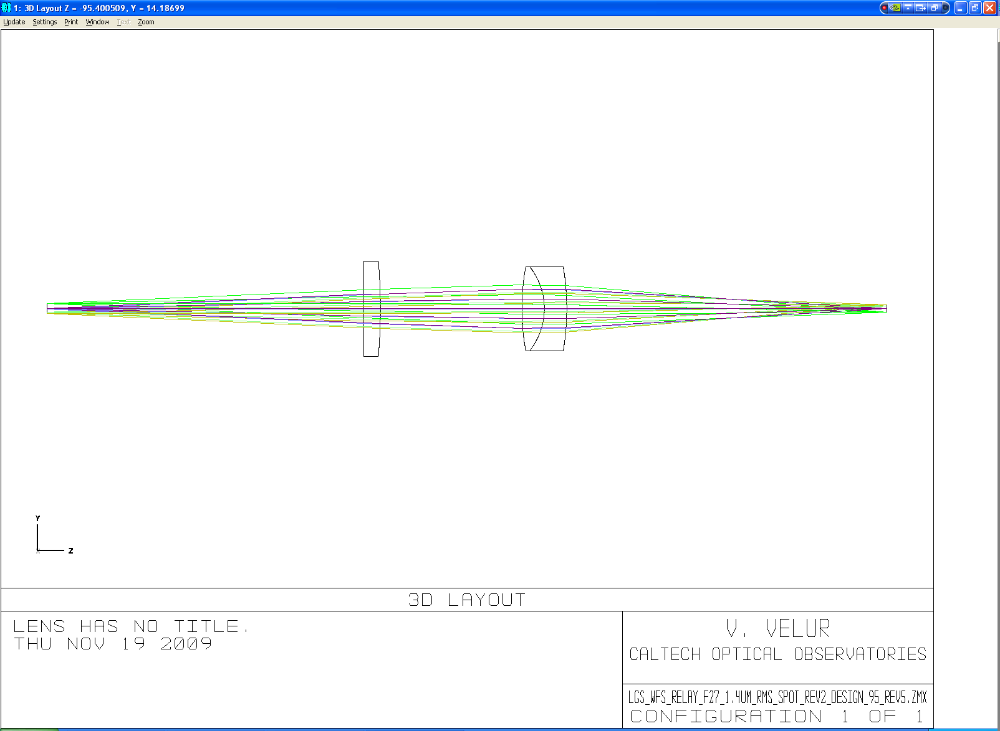 1: 3D Layout Z = -95.400509, Y = 14.18699
Update Settings Print Window Text Zoom
Y
Z
3D LAYOUT
LENS HAS NO TITLE.
THU NOV 19 2009
V. VELUR
CALTECH OPTICAL OBSERVATORIES
LGS_WFS_RELAY_F27_1.4UM_RMS_SPOT_REV2_DESIGN_95_REV5.ZMX
CONFIGURATION 1 OF 1